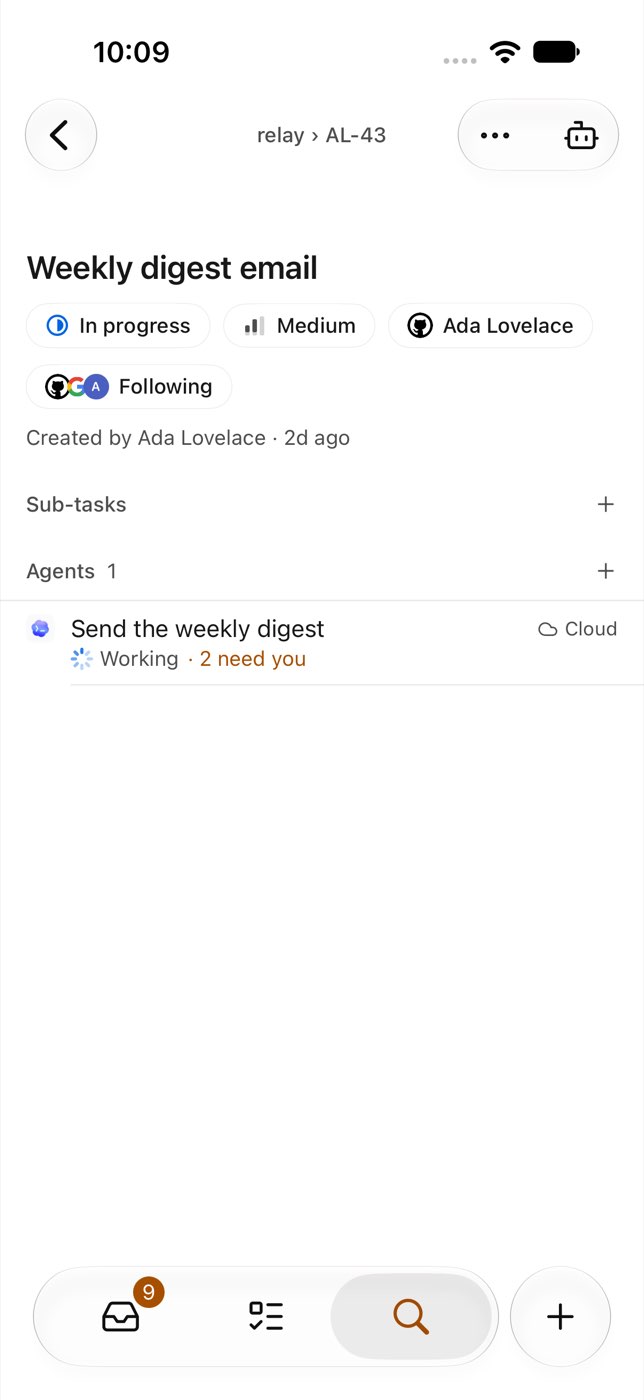 10:09
relay › AL-43
Weekly digest email
In progress
Medium
Ada Lovelace
A
Following
Created by Ada Lovelace · 2d ago
Sub-tasks
Agents 1
Send the weekly digest
Cloud
Working · 2 need you
9